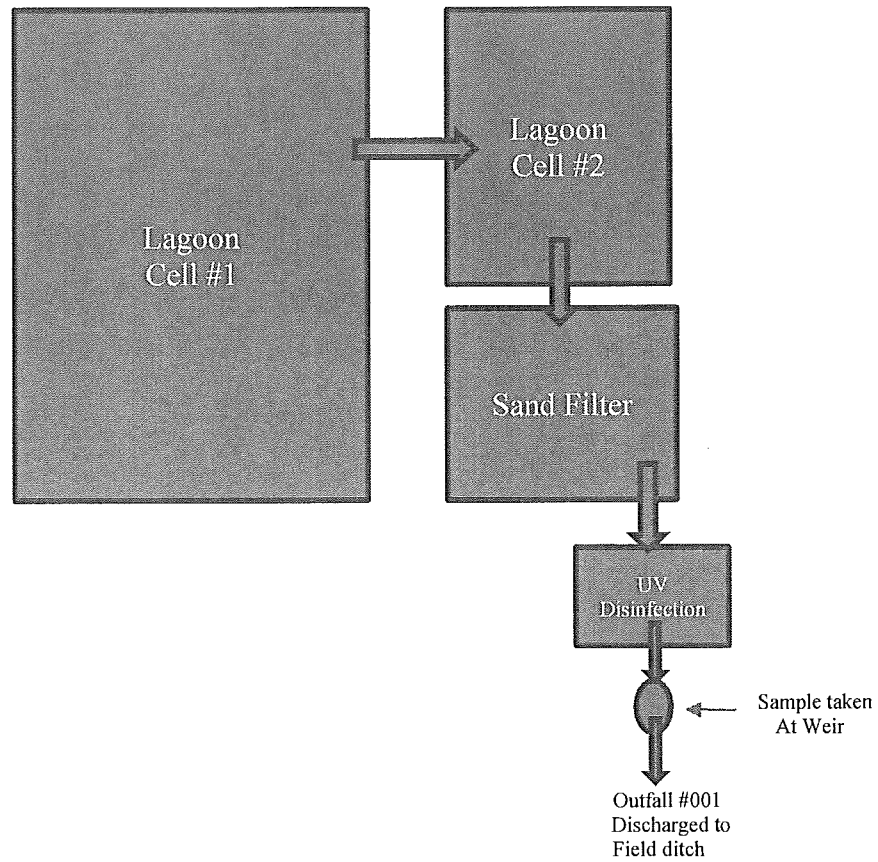 Lagoon
Cell #1
Lagoon
Cell #2
Sand Filter
UV
Disinfection
Sample taken
At Weir
Outfall #001
Discharged to
Field ditch